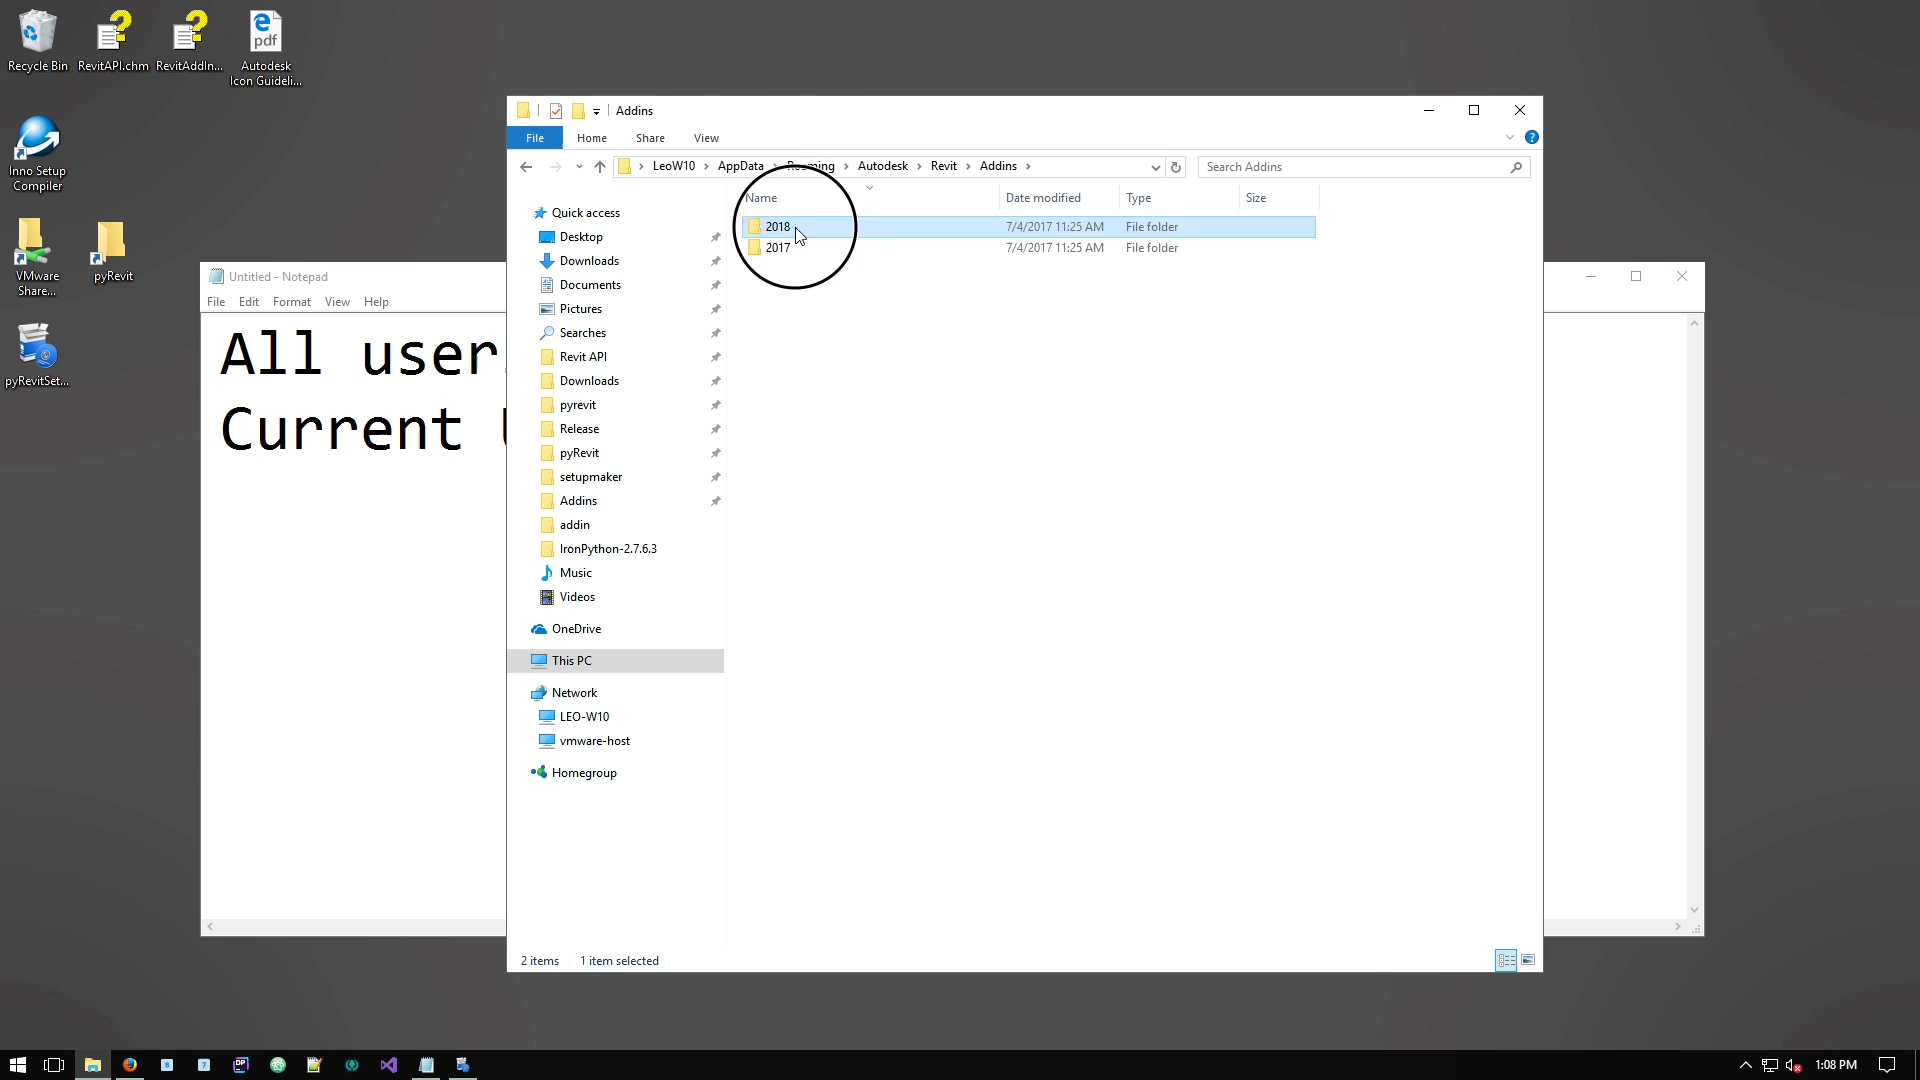 Recycle Bin
RevitAPI.chm
RevitAddIn...
Autodesk
Icon Guideli...
Inno Setup
Compiler
VMware
Share...
pyRevit
pyRevitSet...
Untitled - Notepad
File Edit Format View Help
All user
Current
Addins
File Home Share View
LeoW10 AppData Roaming Autodesk Revit Addins
Search Addins
Name Date modified Type Size
2018 7/4/2017 11:25 AM File folder
2017 7/4/2017 11:25 AM File folder
Quick access
Desktop
Downloads
Documents
Pictures
Searches
Revit API
Downloads
pyrevit
Release
pyRevit
setupmaker
Addins
addin
IronPython-2.7.6.3
Music
Videos
OneDrive
This PC
Network
LEO-W10
vmware-host
Homegroup
2 items 1 item selected
1:08 PM